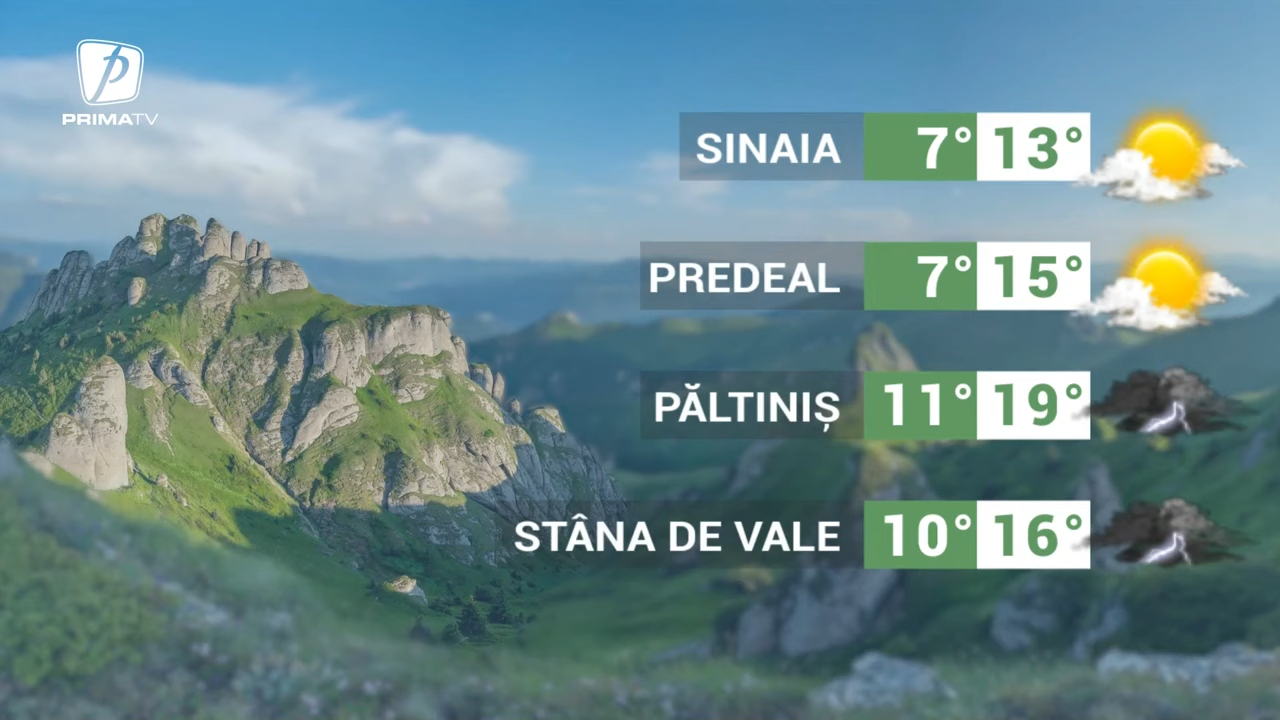 PRIMATV
SINAIA 7° 13°
PREDEAL 7° 15°
PĂLTINIȘ 11° 19°
STÂNA DE VALE 10° 16°